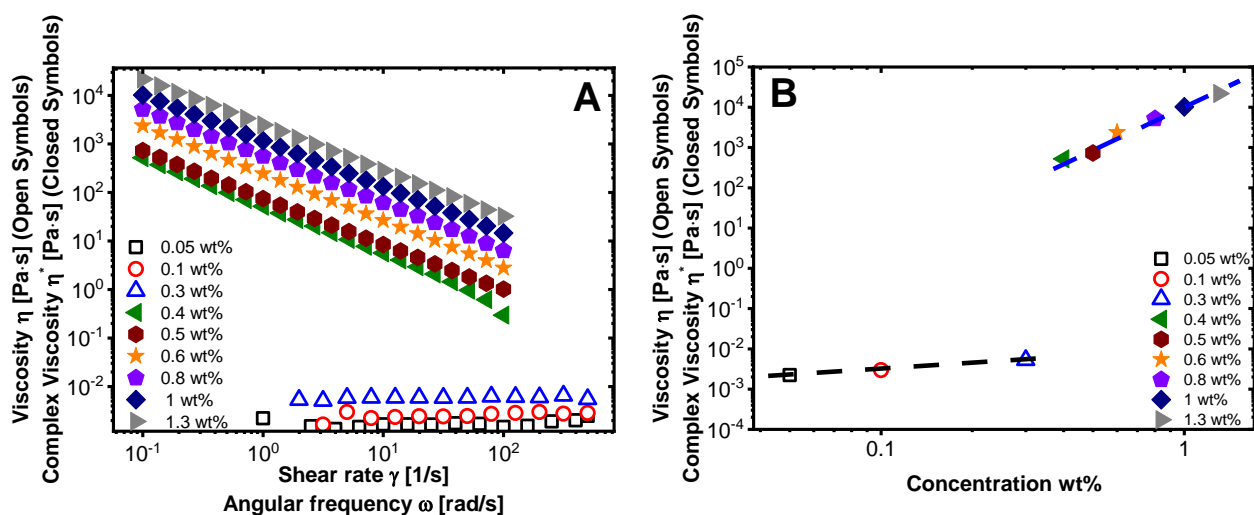 A
Viscosity η [Pa·s] (Open Symbols)
Complex Viscosity η* [Pa·s] (Closed Symbols)
10⁴
10³
10²
10¹
10⁰
10⁻¹
10⁻²
0.05 wt%
0.1 wt%
0.3 wt%
0.4 wt%
0.5 wt%
0.6 wt%
0.8 wt%
1 wt%
1.3 wt%
10⁻¹ 10⁰ 10¹ 10²
Shear rate γ [1/s]
Angular frequency ω [rad/s]
B
Viscosity η [Pa·s] (Open Symbols)
Complex Viscosity η* [Pa·s] (Closed Symbols)
10⁵
10⁴
10³
10²
10¹
10⁰
10⁻¹
10⁻²
10⁻³
10⁻⁴
0.05 wt%
0.1 wt%
0.3 wt%
0.4 wt%
0.5 wt%
0.6 wt%
0.8 wt%
1 wt%
1.3 wt%
0.1 1
Concentration wt%